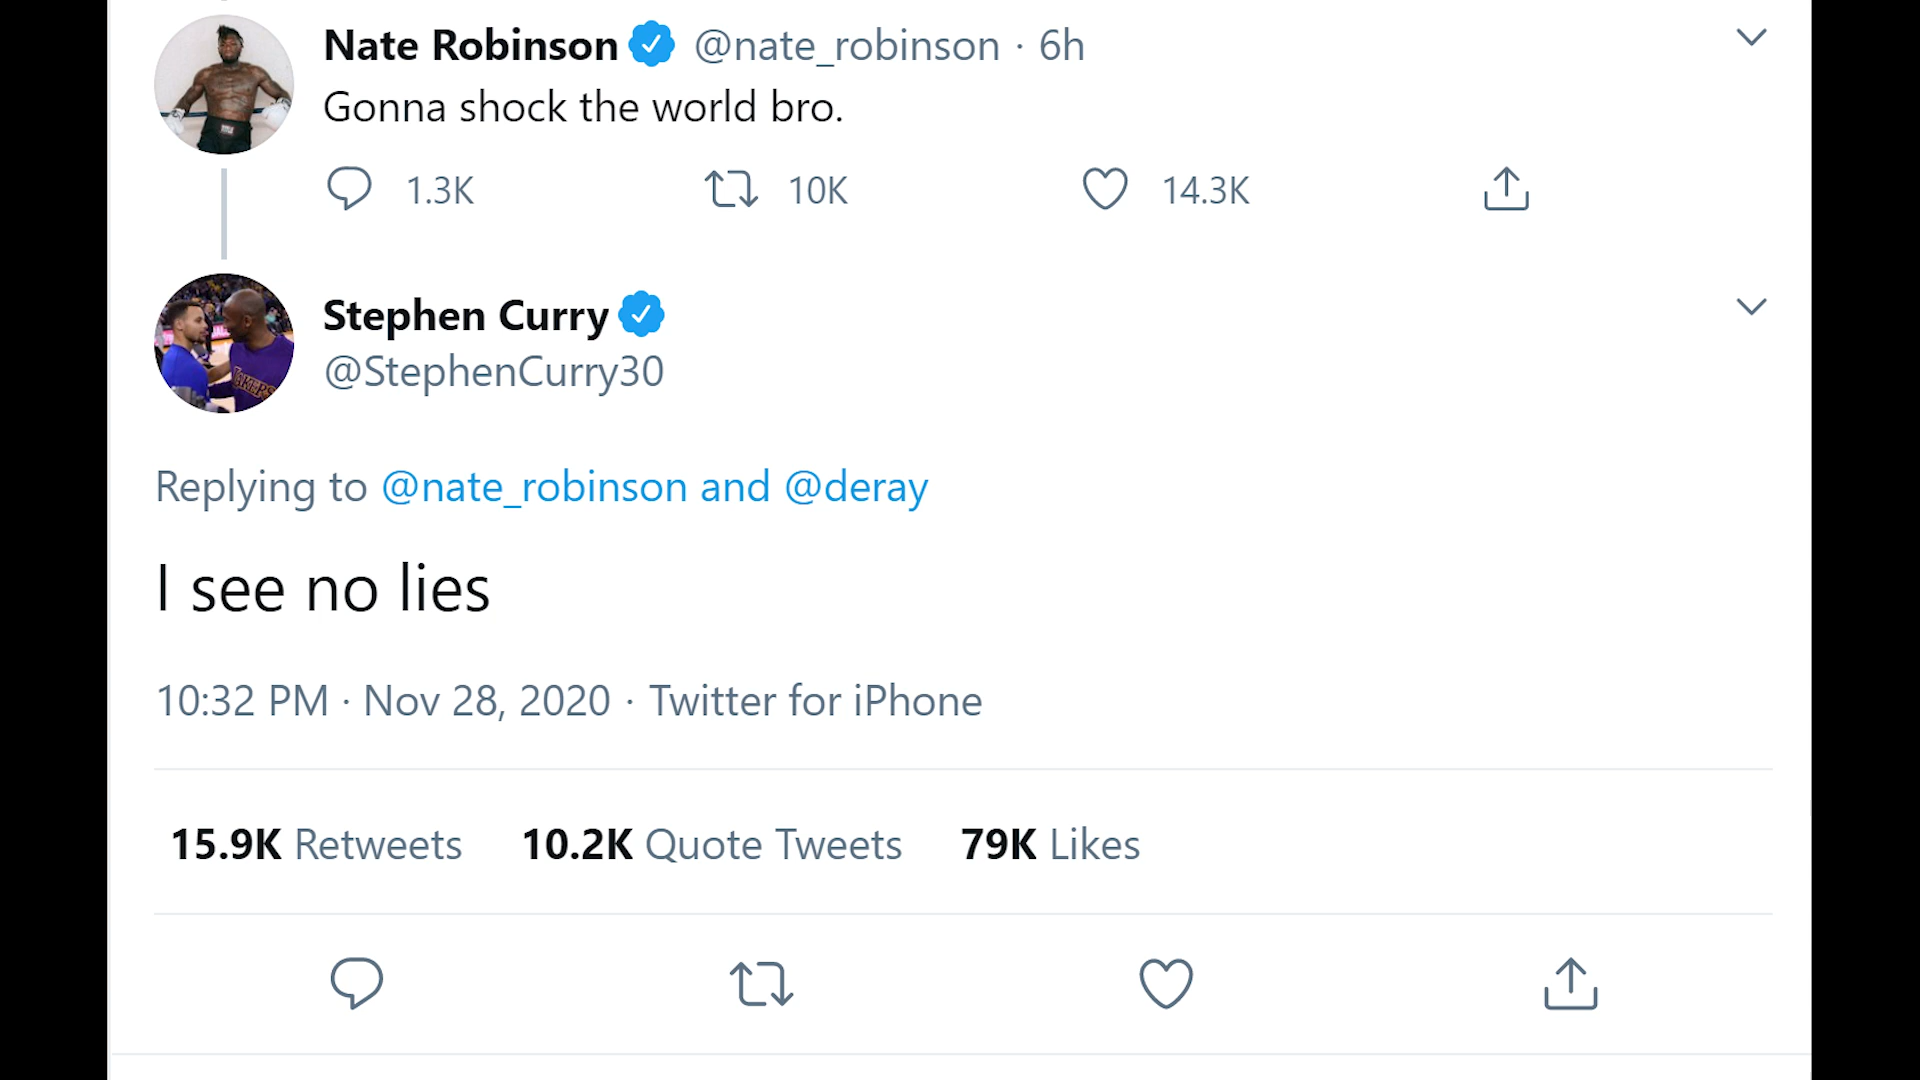 Nate Robinson @nate_robinson · 6h
Gonna shock the world bro.
1.3K 10K 14.3K
Stephen Curry
@StephenCurry30
LAKERS
Replying to @nate_robinson and @deray
I see no lies
10:32 PM · Nov 28, 2020 · Twitter for iPhone
15.9K Retweets 10.2K Quote Tweets 79K Likes